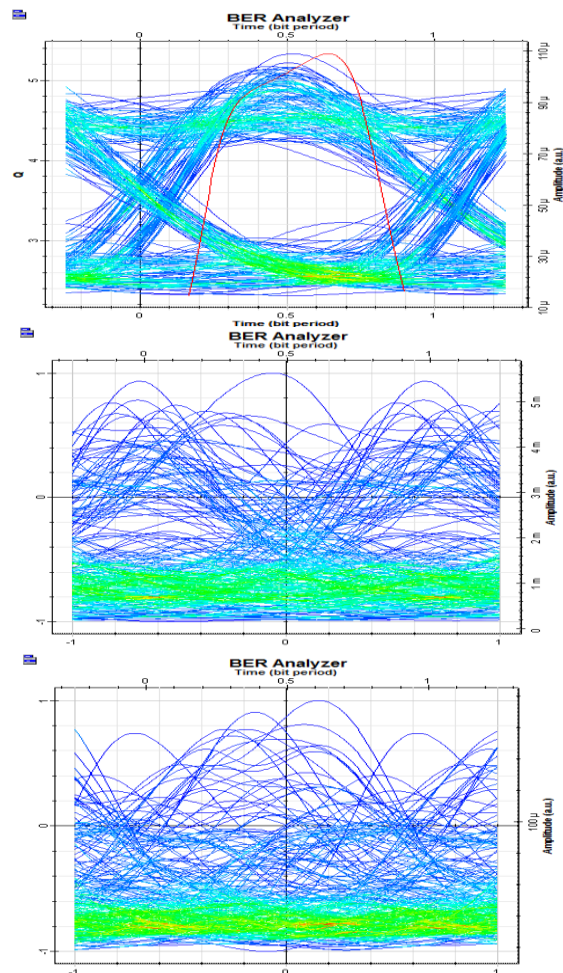 BER Analyzer
Time (bit period)
0 0.5 1
Q
5
4
3
110 µ
90 µ
70 µ
50 µ
30 µ
10 µ
Amplitude (a.u.)
0 0.5 1
Time (bit period)
BER Analyzer
Time (bit period)
0 0.5 1
1
0
-1
5 m
4 m
3 m
2 m
1 m
0
Amplitude (a.u.)
-1 0 1
BER Analyzer
Time (bit period)
0 0.5 1
1
0
-1
100 µ
Amplitude (a.u.)
-1 0 1